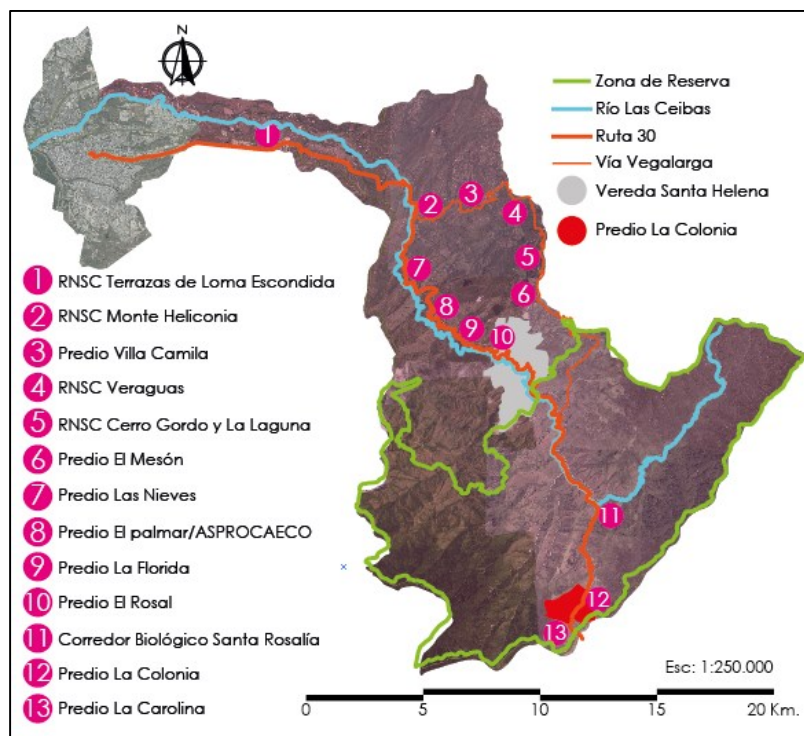 N
Zona de Reserva
Río Las Ceibas
Ruta 30
Vía Vegalarga
Vereda Santa Helena
Predio La Colonia
1
2
3
4
5
6
7
8
9
10
11
12
13
1 RNSC Terrazas de Loma Escondida
2 RNSC Monte Heliconia
3 Predio Villa Camila
4 RNSC Veraguas
5 RNSC Cerro Gordo y La Laguna
6 Predio El Mesón
7 Predio Las Nieves
8 Predio El palmar/ASPROCAECO
9 Predio La Florida
10 Predio El Rosal
11 Corredor Biológico Santa Rosalía
12 Predio La Colonia
13 Predio La Carolina
Esc: 1:250.000
0 5 10 15 20 Km.